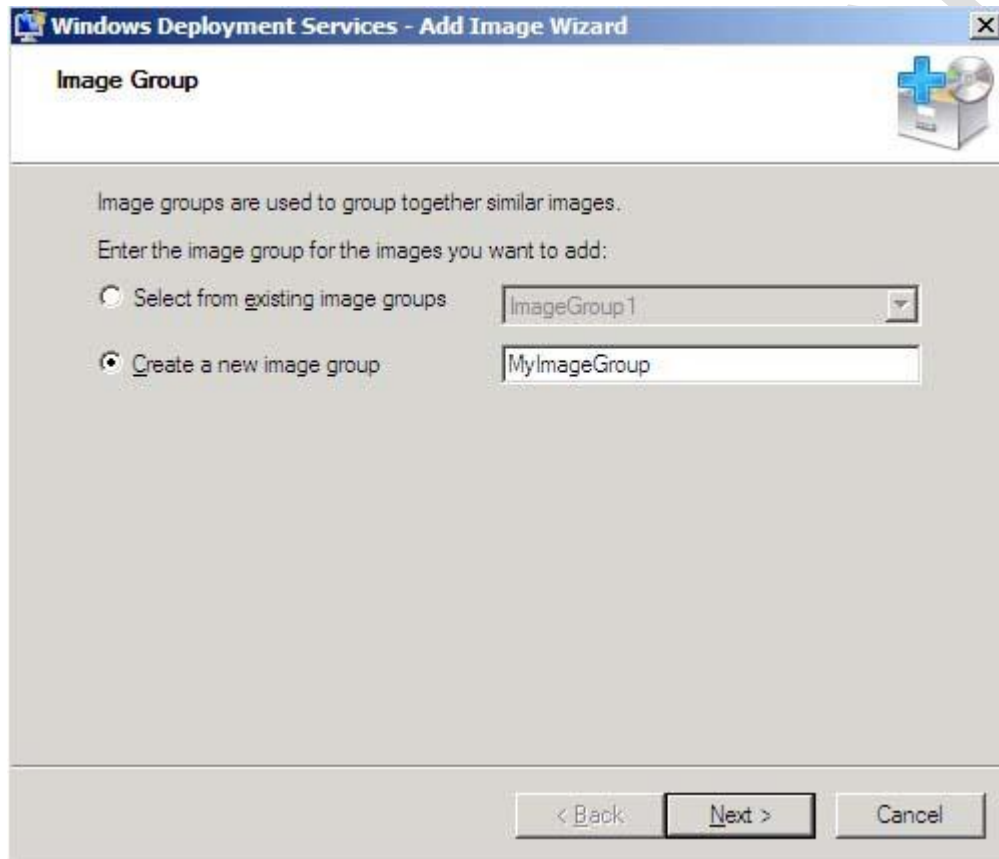 Windows Deployment Services - Add Image Wizard
Image Group
Image groups are used to group together similar images.
Enter the image group for the images you want to add:
Select from existing image groups
ImageGroup1
Create a new image group
MyImageGroup
< Back
Next >
Cancel